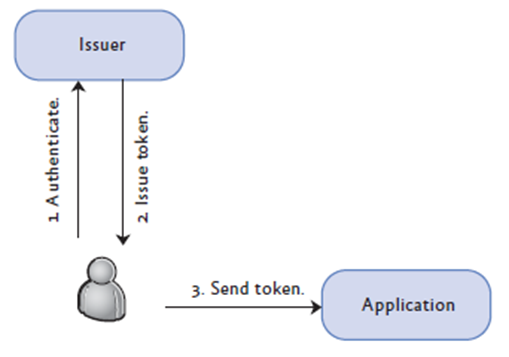 Issuer
1. Authenticate.
2. Issue token.
3. Send token.
Application